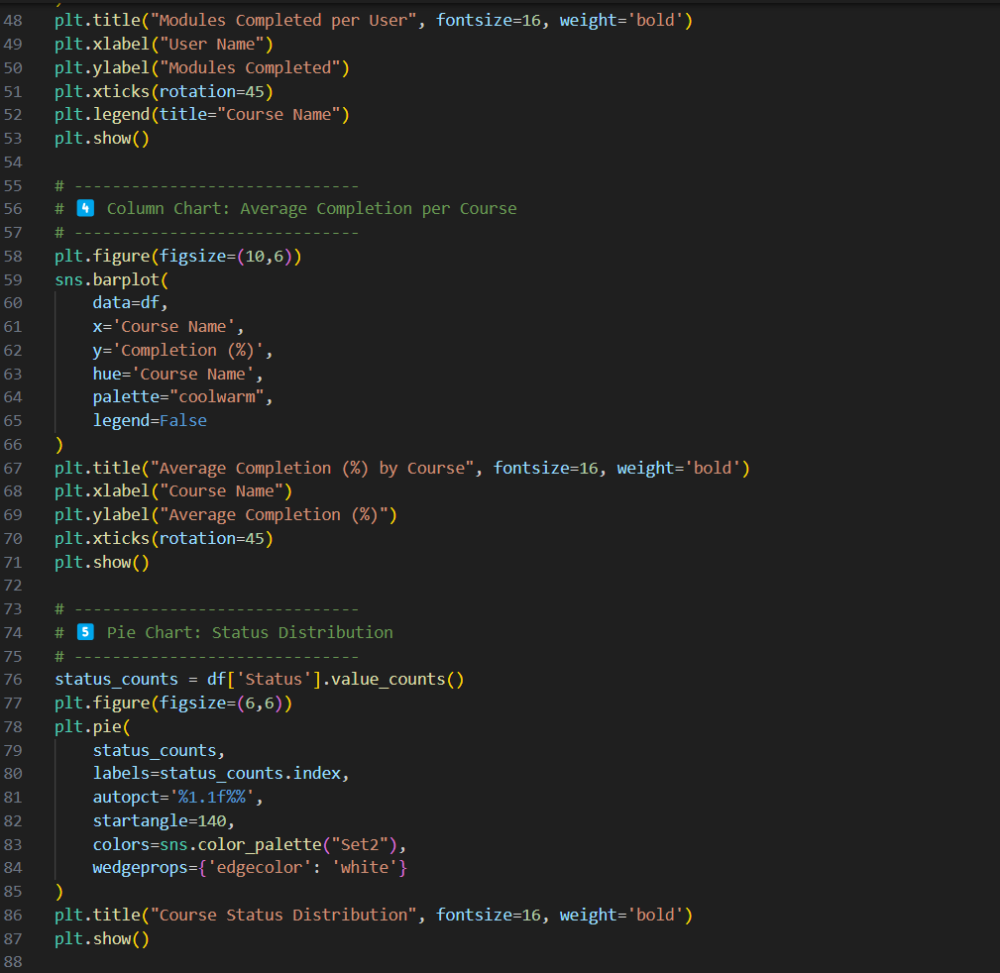 48 plt.title("Modules Completed per User", fontsize=16, weight='bold')
49 plt.xlabel("User Name")
50 plt.ylabel("Modules Completed")
51 plt.xticks(rotation=45)
52 plt.legend(title="Course Name")
53 plt.show()
54
55 # ------------------------------
56 # 4️⃣ Column Chart: Average Completion per Course
57 # ------------------------------
58 plt.figure(figsize=(10,6))
59 sns.barplot(
60     data=df,
61     x='Course Name',
62     y='Completion (%)',
63     hue='Course Name',
64     palette="coolwarm",
65     legend=False
66 )
67 plt.title("Average Completion (%) by Course", fontsize=16, weight='bold')
68 plt.xlabel("Course Name")
69 plt.ylabel("Average Completion (%)")
70 plt.xticks(rotation=45)
71 plt.show()
72
73 # ------------------------------
74 # 5️⃣ Pie Chart: Status Distribution
75 # ------------------------------
76 status_counts = df['Status'].value_counts()
77 plt.figure(figsize=(6,6))
78 plt.pie(
79     status_counts,
80     labels=status_counts.index,
81     autopct='%1.1f%%',
82     startangle=140,
83     colors=sns.color_palette("Set2"),
84     wedgeprops={'edgecolor': 'white'}
85 )
86 plt.title("Course Status Distribution", fontsize=16, weight='bold')
87 plt.show()
88